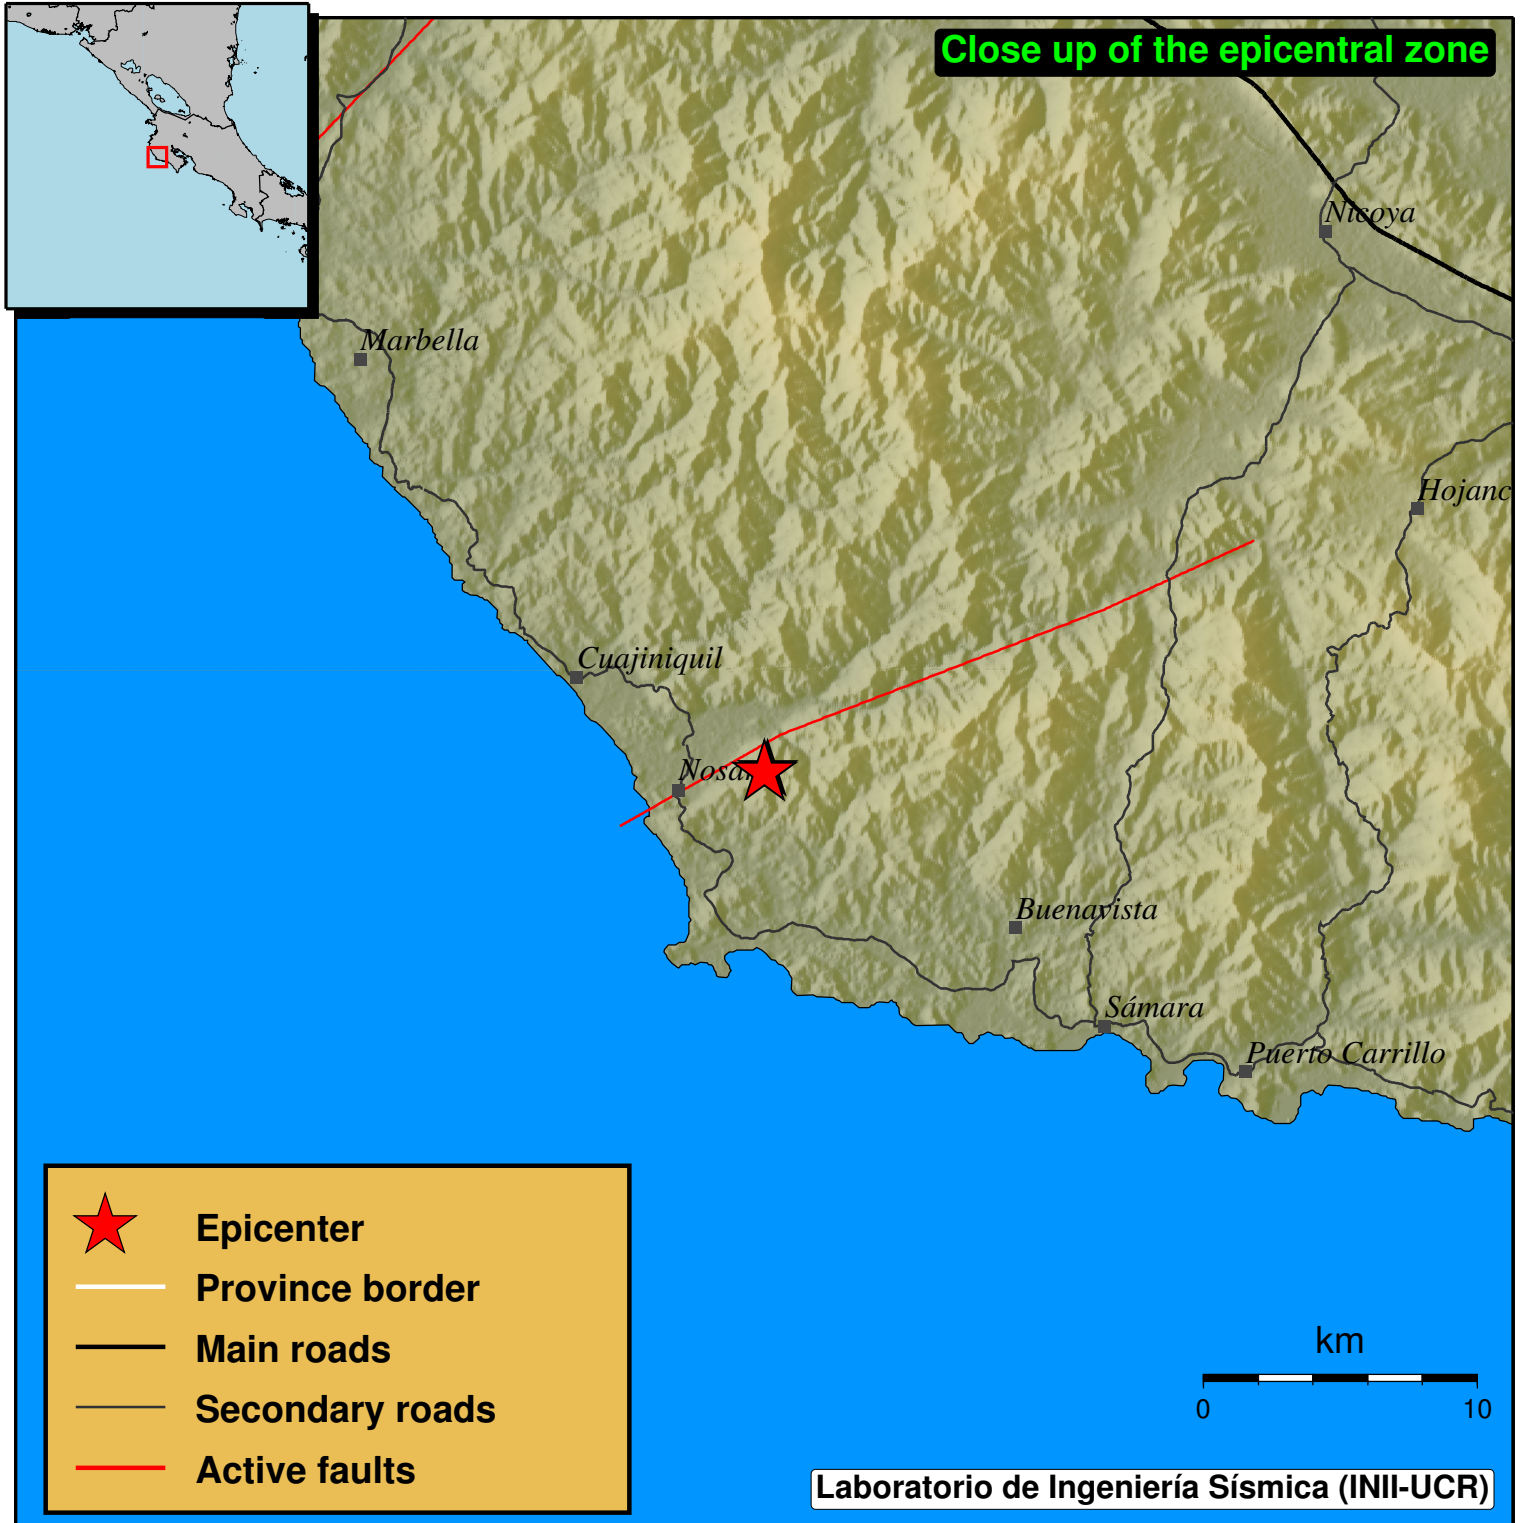 Close up of the epicentral zone
Nicoya
Marbella
Hojanc
Cuajiniquil
Nosar
Buenavista
Sámara
Puerto Carrillo
Epicenter
Province border
Main roads
Secondary roads
Active faults
km
0 10
Laboratorio de Ingeniería Sísmica (INII-UCR)